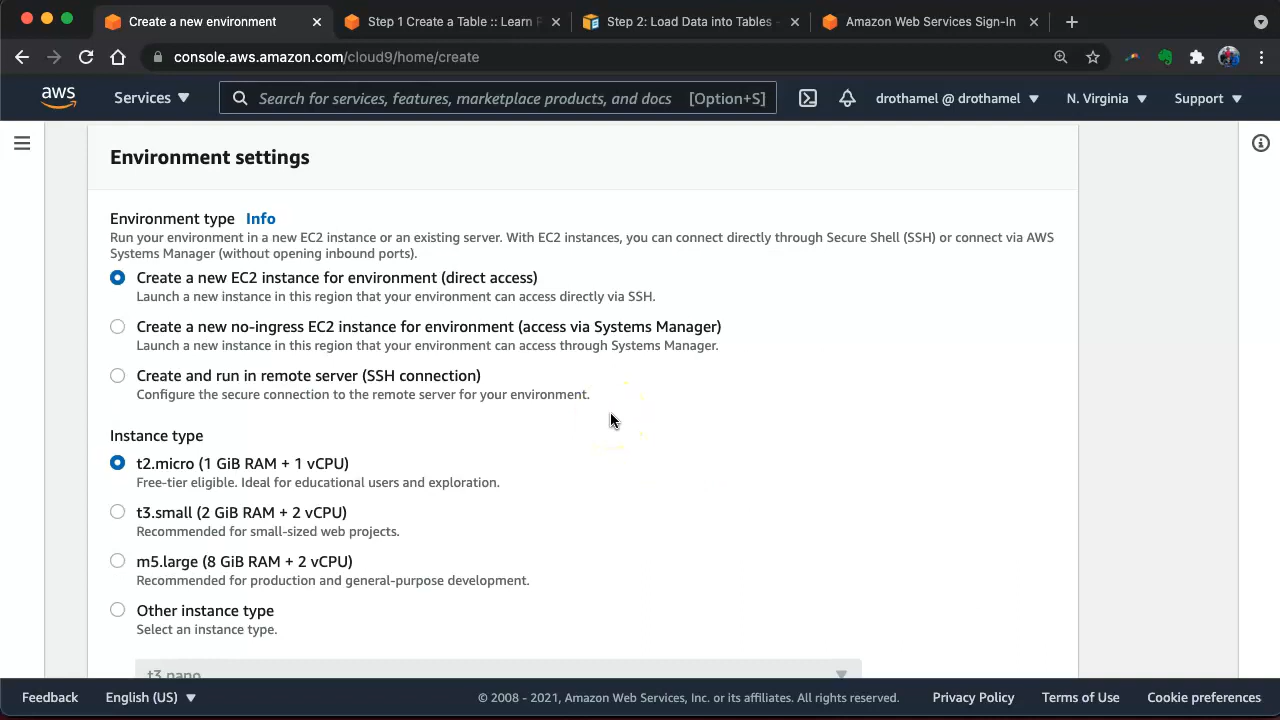 Create a new environment
Step 1 Create a Table :: Learn
Step 2: Load Data into Tables
Amazon Web Services Sign-In
console.aws.amazon.com/cloud9/home/create
aws
Services
Search for services, features, marketplace products, and docs [Option+S]
drothamel @ drothamel
N. Virginia
Support
Environment settings
Environment type Info
Run your environment in a new EC2 instance or an existing server. With EC2 instances, you can connect directly through Secure Shell (SSH) or connect via AWS
Systems Manager (without opening inbound ports).
Create a new EC2 instance for environment (direct access)
Launch a new instance in this region that your environment can access directly via SSH.
Create a new no-ingress EC2 instance for environment (access via Systems Manager)
Launch a new instance in this region that your environment can access through Systems Manager.
Create and run in remote server (SSH connection)
Configure the secure connection to the remote server for your environment.
Instance type
t2.micro (1 GiB RAM + 1 vCPU)
Free-tier eligible. Ideal for educational users and exploration.
t3.small (2 GiB RAM + 2 vCPU)
Recommended for small-sized web projects.
m5.large (8 GiB RAM + 2 vCPU)
Recommended for production and general-purpose development.
Other instance type
Select an instance type.
t3.nano
Feedback
English (US)
© 2008 - 2021, Amazon Web Services, Inc. or its affiliates. All rights reserved.
Privacy Policy
Terms of Use
Cookie preferences